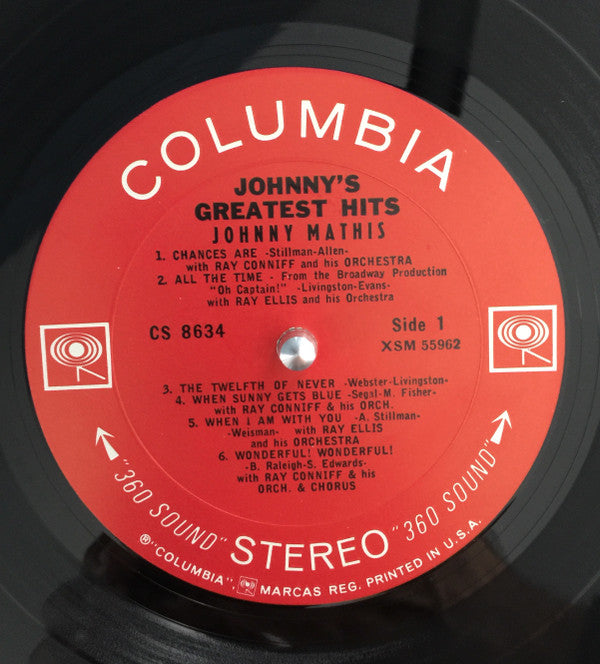 COLUMBIA
JOHNNY'S
GREATEST HITS
JOHNNY MATHIS
1. CHANCES ARE -Stillman-Allen-
with RAY CONNIFF and his ORCHESTRA
2. ALL THE TIME - From the Broadway Production
"Oh Captain!" -Livingston-Evans-
with RAY ELLIS and his Orchestra
CS 8634
Side 1
XSM 55962
3. THE TWELFTH OF NEVER -Webster-Livingston-
4. WHEN SUNNY GETS BLUE -Segal-M. Fisher-
with RAY CONNIFF & his ORCH.
5. WHEN I AM WITH YOU -A. Stillman-
-Weisman- with RAY ELLIS
and his ORCHESTRA
6. WONDERFUL! WONDERFUL!
-B. Raleigh-S. Edwards-
with RAY CONNIFF & his
ORCH. & CHORUS
"360 SOUND" STEREO "360 SOUND"
®"COLUMBIA", MARCAS REG. PRINTED IN U.S.A.